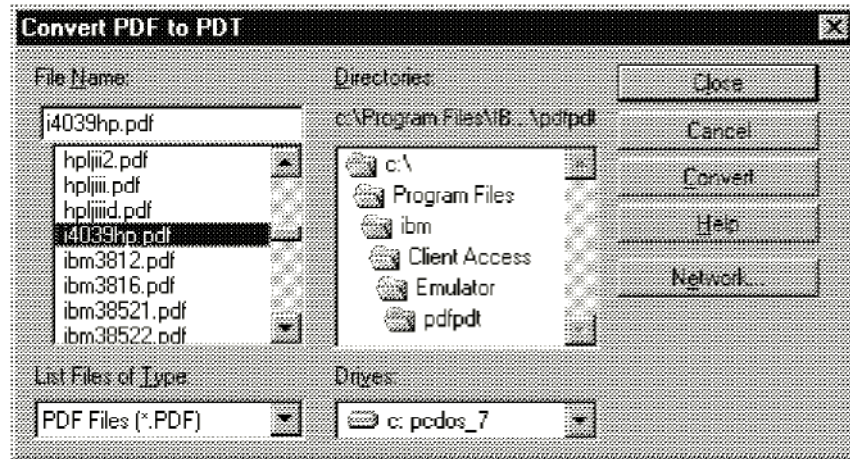 Convert PDF to PDT
File Name:
i4039hp.pdf
hpljii2.pdf
hpljiii.pdf
hpljiiid.pdf
i4039hp.pdf
ibm3812.pdf
ibm3816.pdf
ibm38521.pdf
ibm38522.pdf
List Files of Type:
PDF Files (*.PDF)
Directories:
c:\Program Files\IB...\pdfpdt
c:\
Program Files
ibm
Client Access
Emulator
pdfpdt
Drives:
c: pcdos_7
Close
Cancel
Convert
Help
Network...